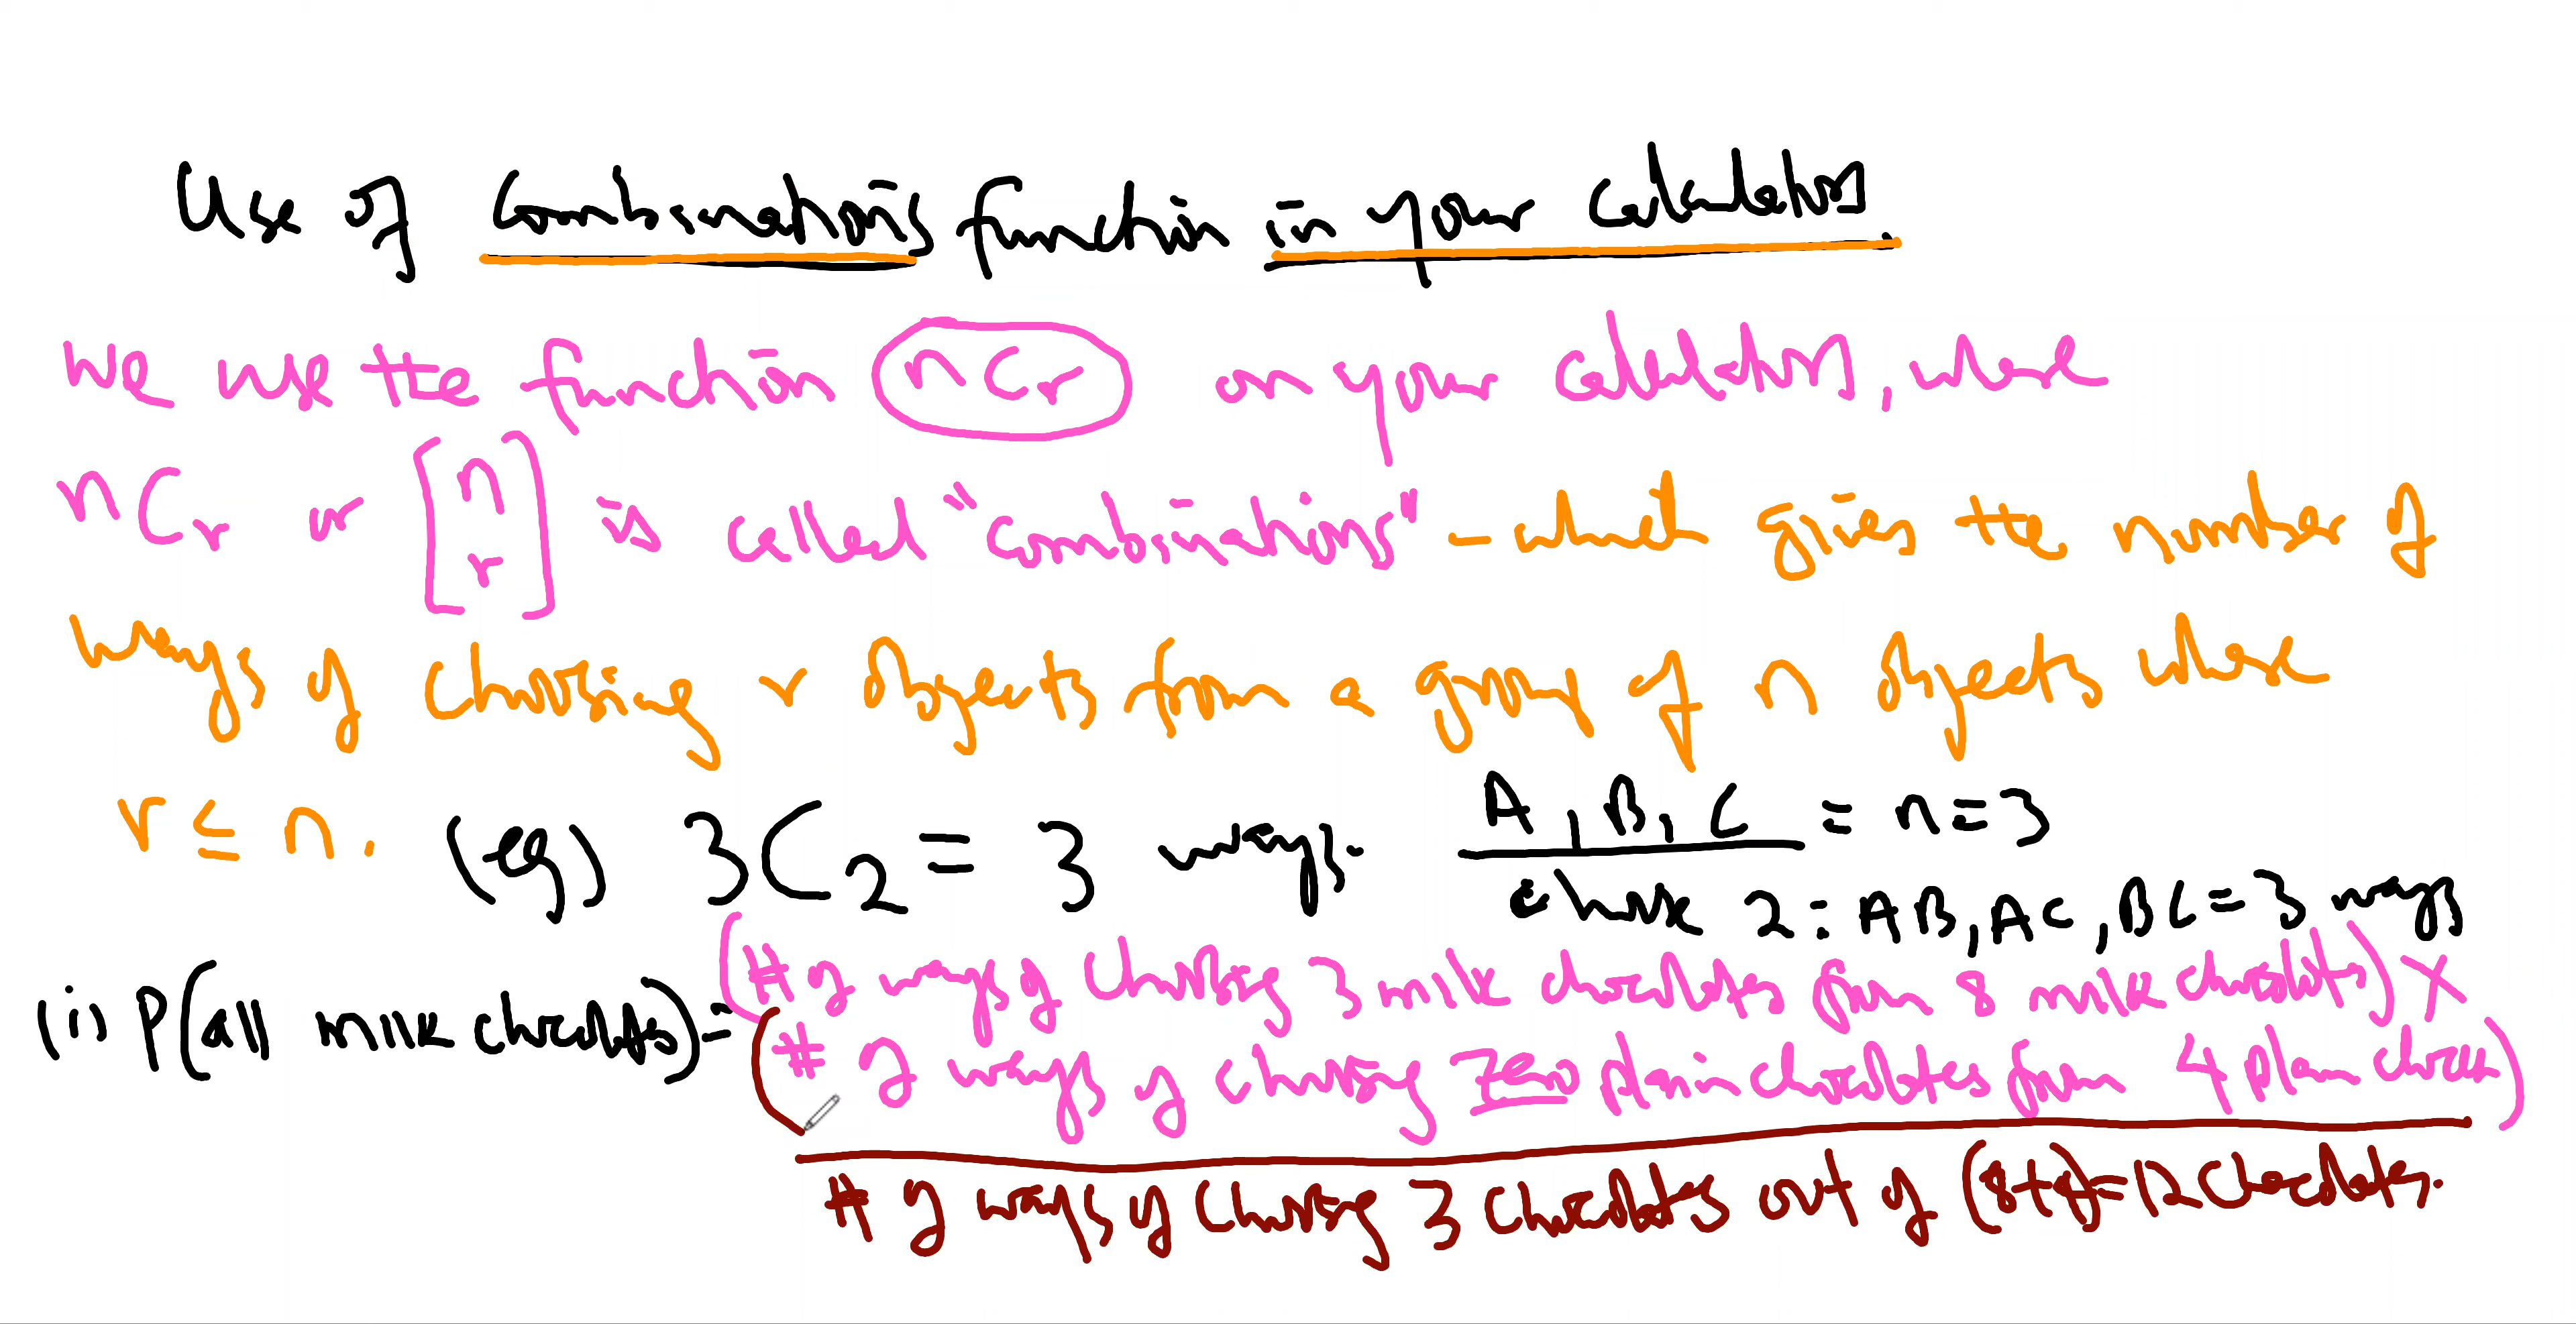 Use of Combinations function in your calculators.
We use the function nCr on your calculators, where
nCr or [n r] is called "combinations" - which gives the number of
ways of choosing r objects from a group of n objects where
r ≤ n. (eg) 3C2 = 3 ways. A, B, C = n = 3
choose 2 : AB, AC, BC = 3 ways
(i) P(all milk chocolates) = (# of ways of choosing 3 milk chocolates from 8 milk chocolates) X
(# of ways of choosing zero plain chocolates from 4 plain chocs)
# of ways of choosing 3 chocolates out of (8+4)=12 chocolates.